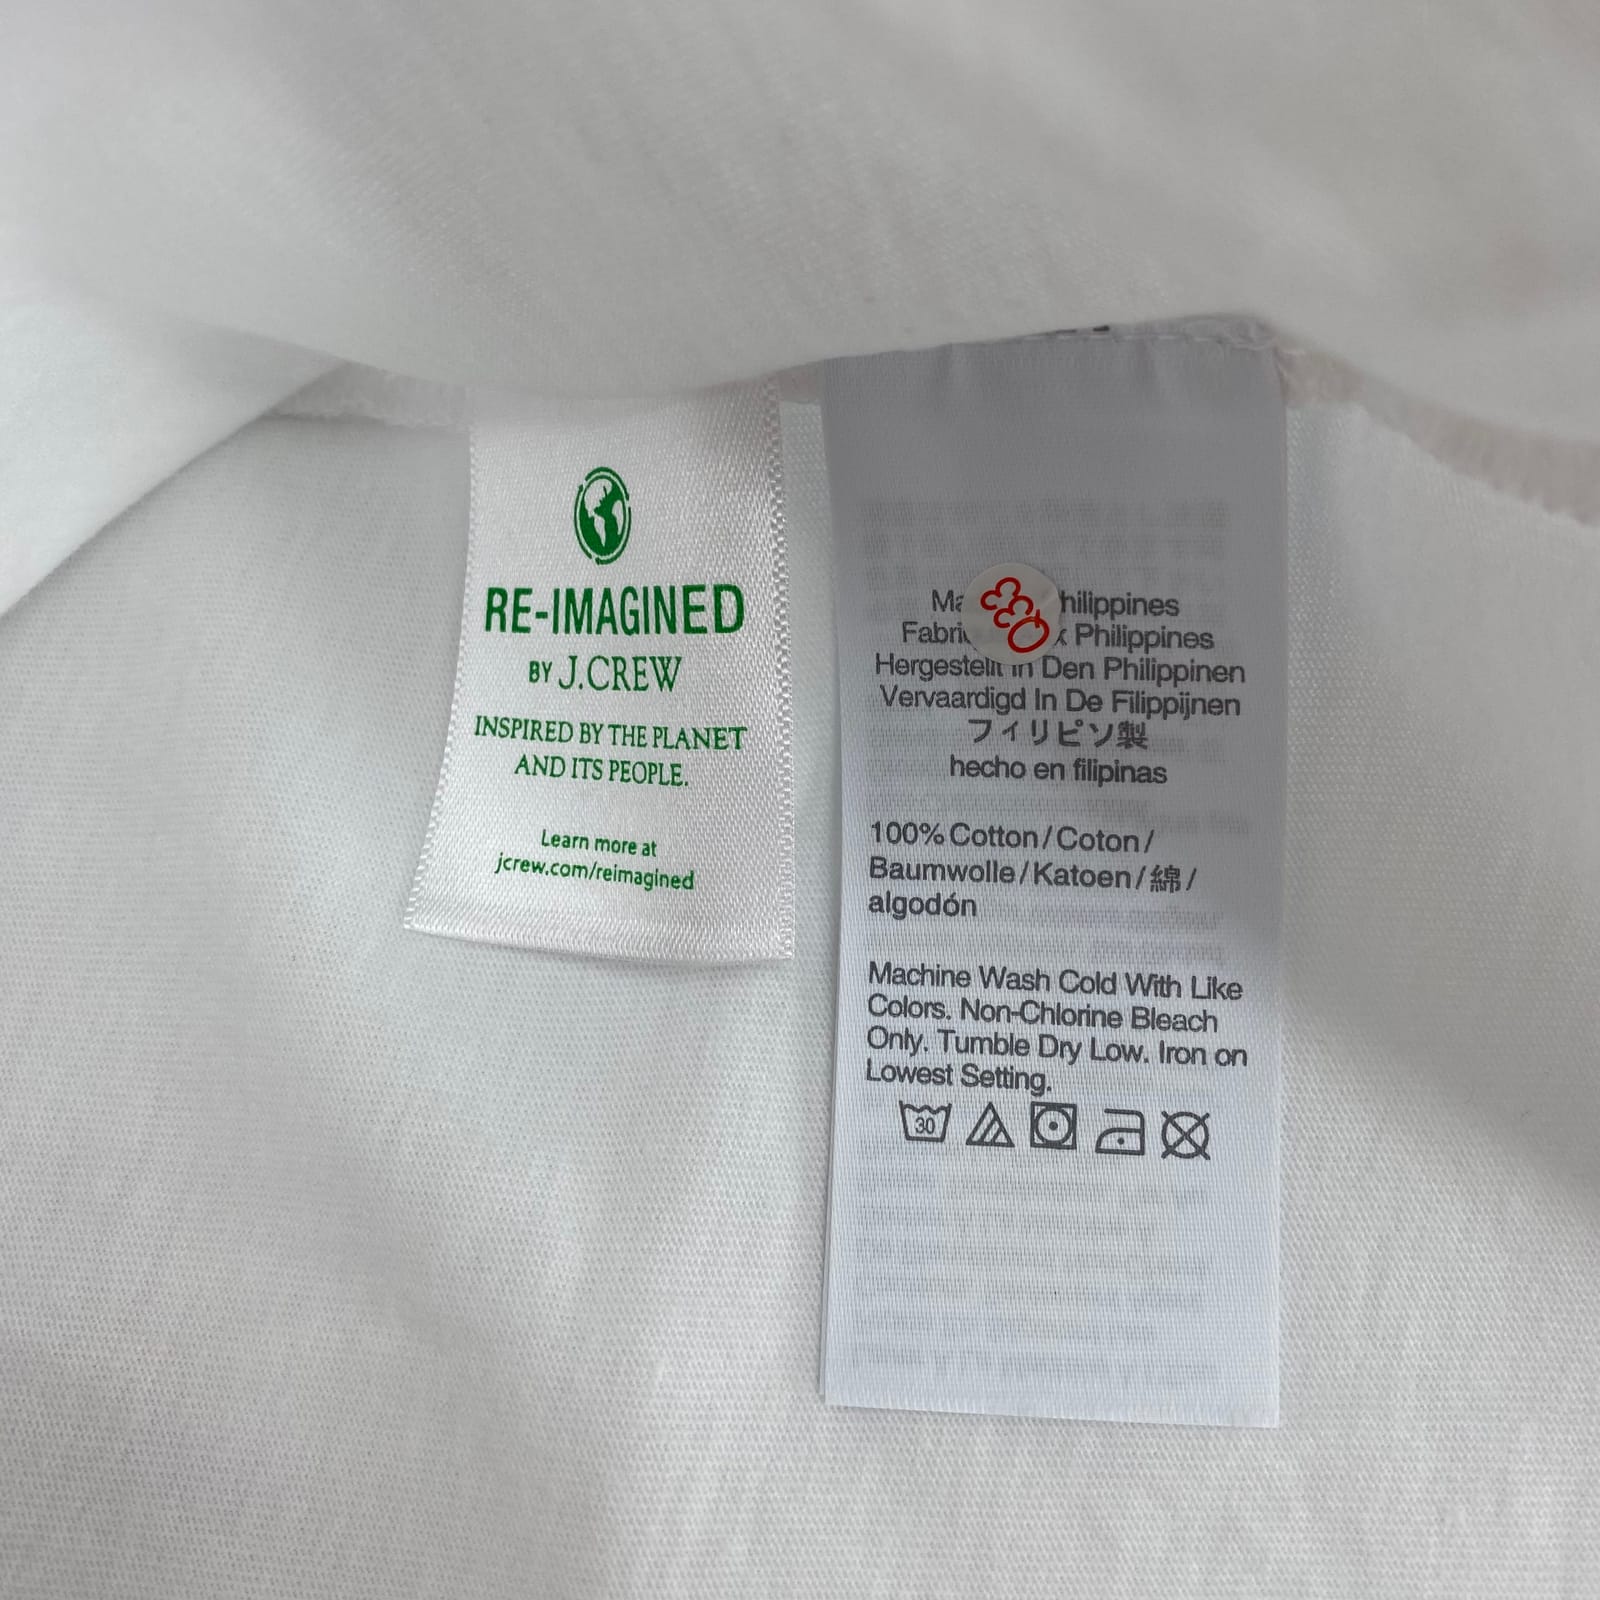 RE-IMAGINED
BY J.CREW
INSPIRED BY THE PLANET
AND ITS PEOPLE.
Learn more at
jcrew.com/reimagined
Philippines
Hergestellt In Den Philippinen
Vervaardigd In De Filippijnen
フィリピン製
hecho en filipinas
100% Cotton/Coton/
Baumwolle/Katoen/綿/
algodón
Machine Wash Cold With Like
Colors. Non-Chlorine Bleach
Only. Tumble Dry Low. Iron on
Lowest Setting.
30